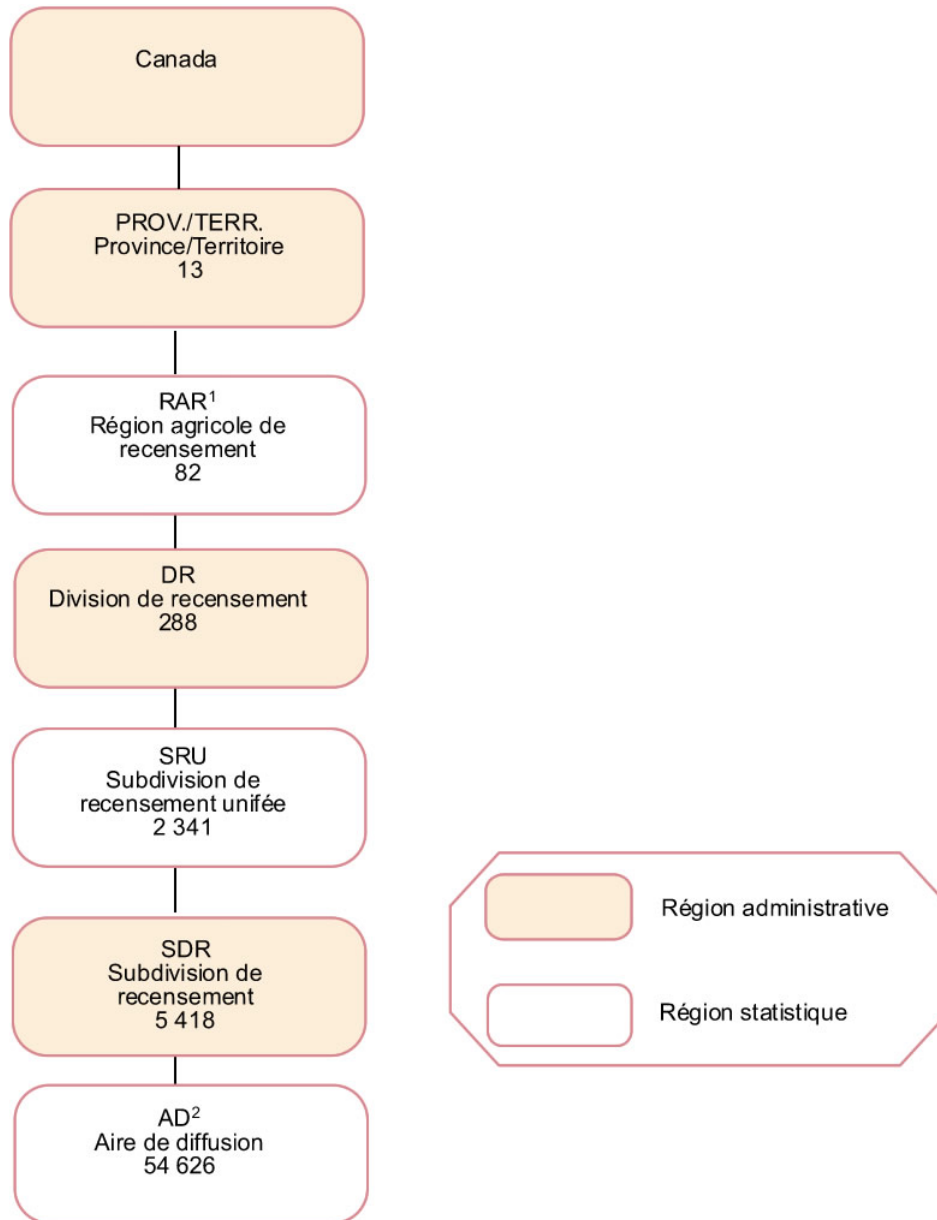 Canada
PROV./TERR.
Province/Territoire
13
RAR¹
Région agricole de
recensement
82
DR
Division de recensement
288
SRU
Subdivision de
recensement unifée
2 341
SDR
Subdivision de
recensement
5 418
AD²
Aire de diffusion
54 626
Région administrative
Région statistique